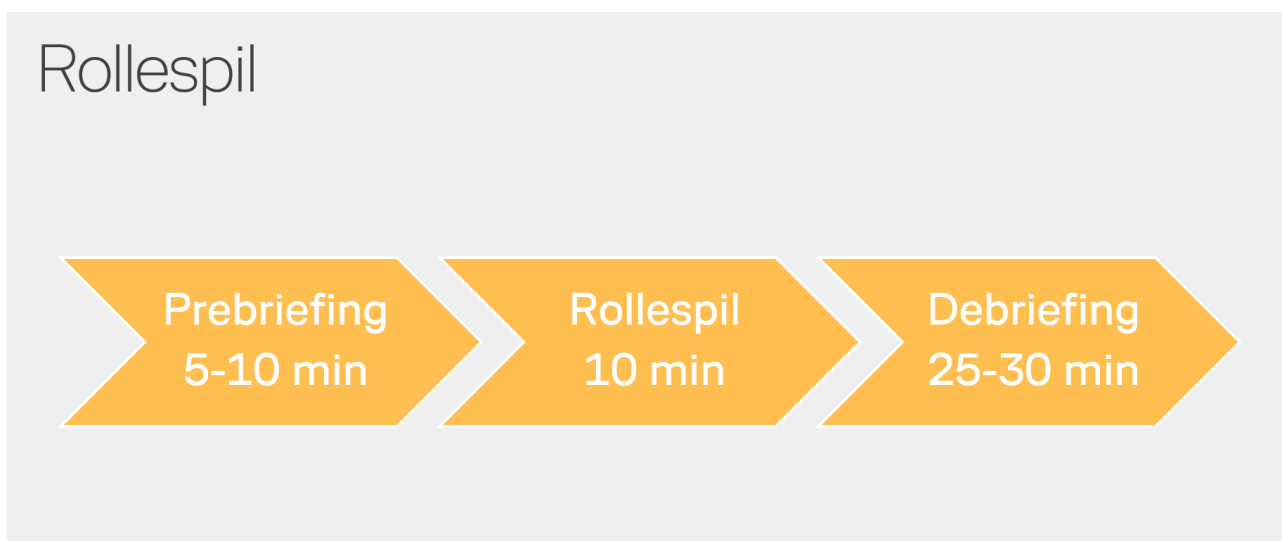 Rollespil
Prebriefing
5-10 min
Rollespil
10 min
Debriefing
25-30 min